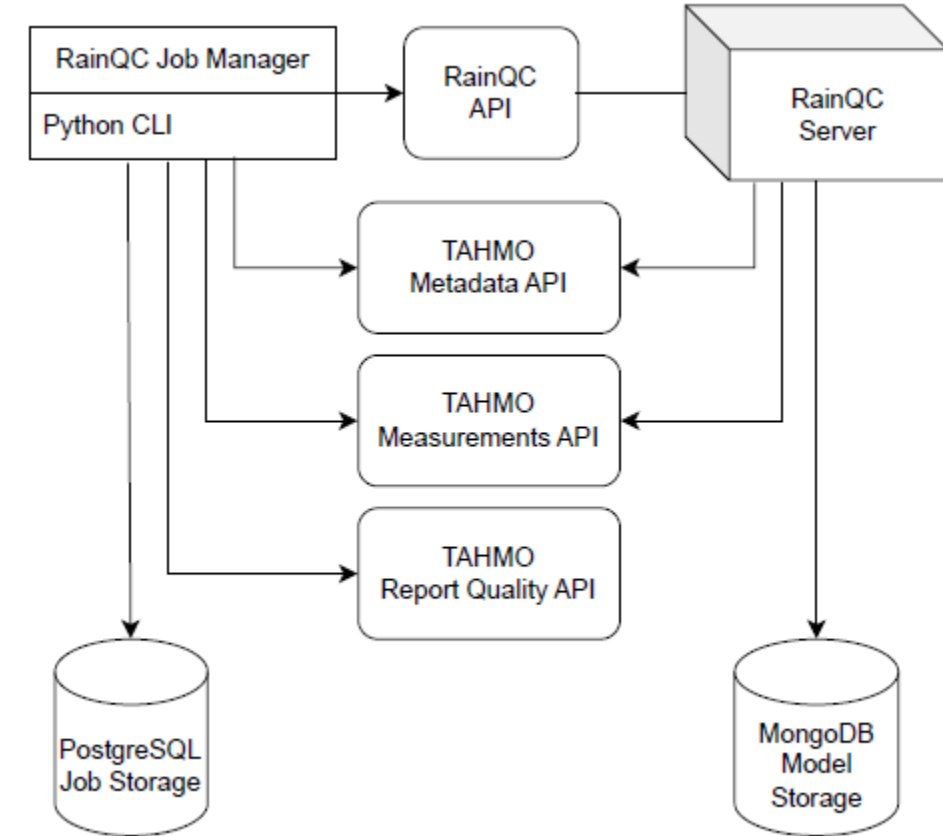 RainQC Job Manager
Python CLI
RainQC
API
RainQC
Server
TAHMO
Metadata API
TAHMO
Measurements API
TAHMO
Report Quality API
PostgreSQL
Job Storage
MongoDB
Model
Storage